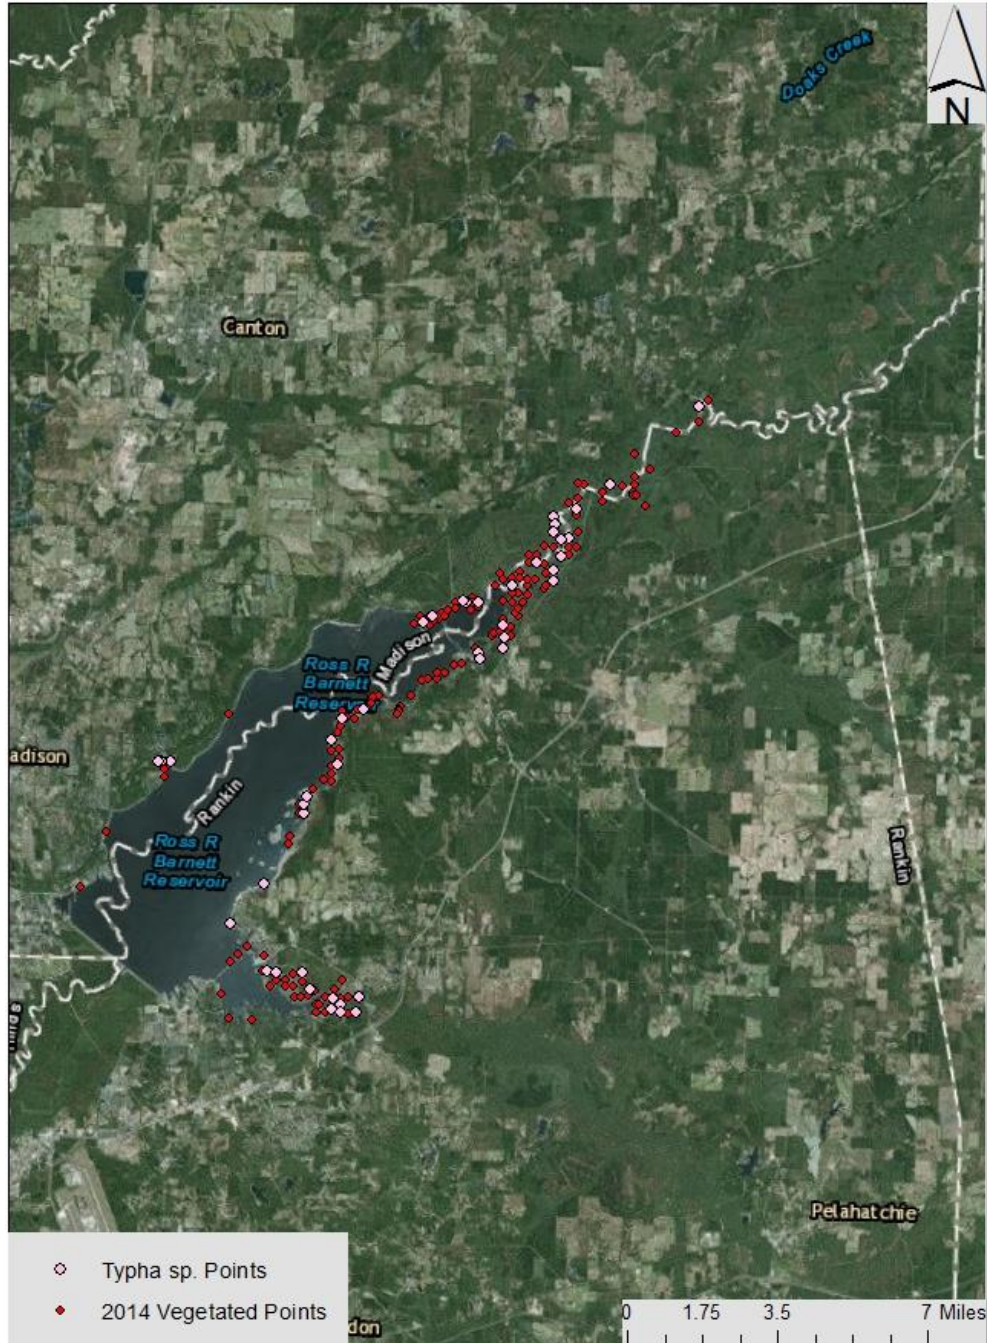 Doaks Creek
N
Canton
Madison
Ross R
Barnett
Reservoir
adison
Rankin
Ross R
Barnett
Reservoir
Rankin
Pelahatchie
Typha sp. Points
2014 Vegetated Points
don
0 1.75 3.5 7 Miles